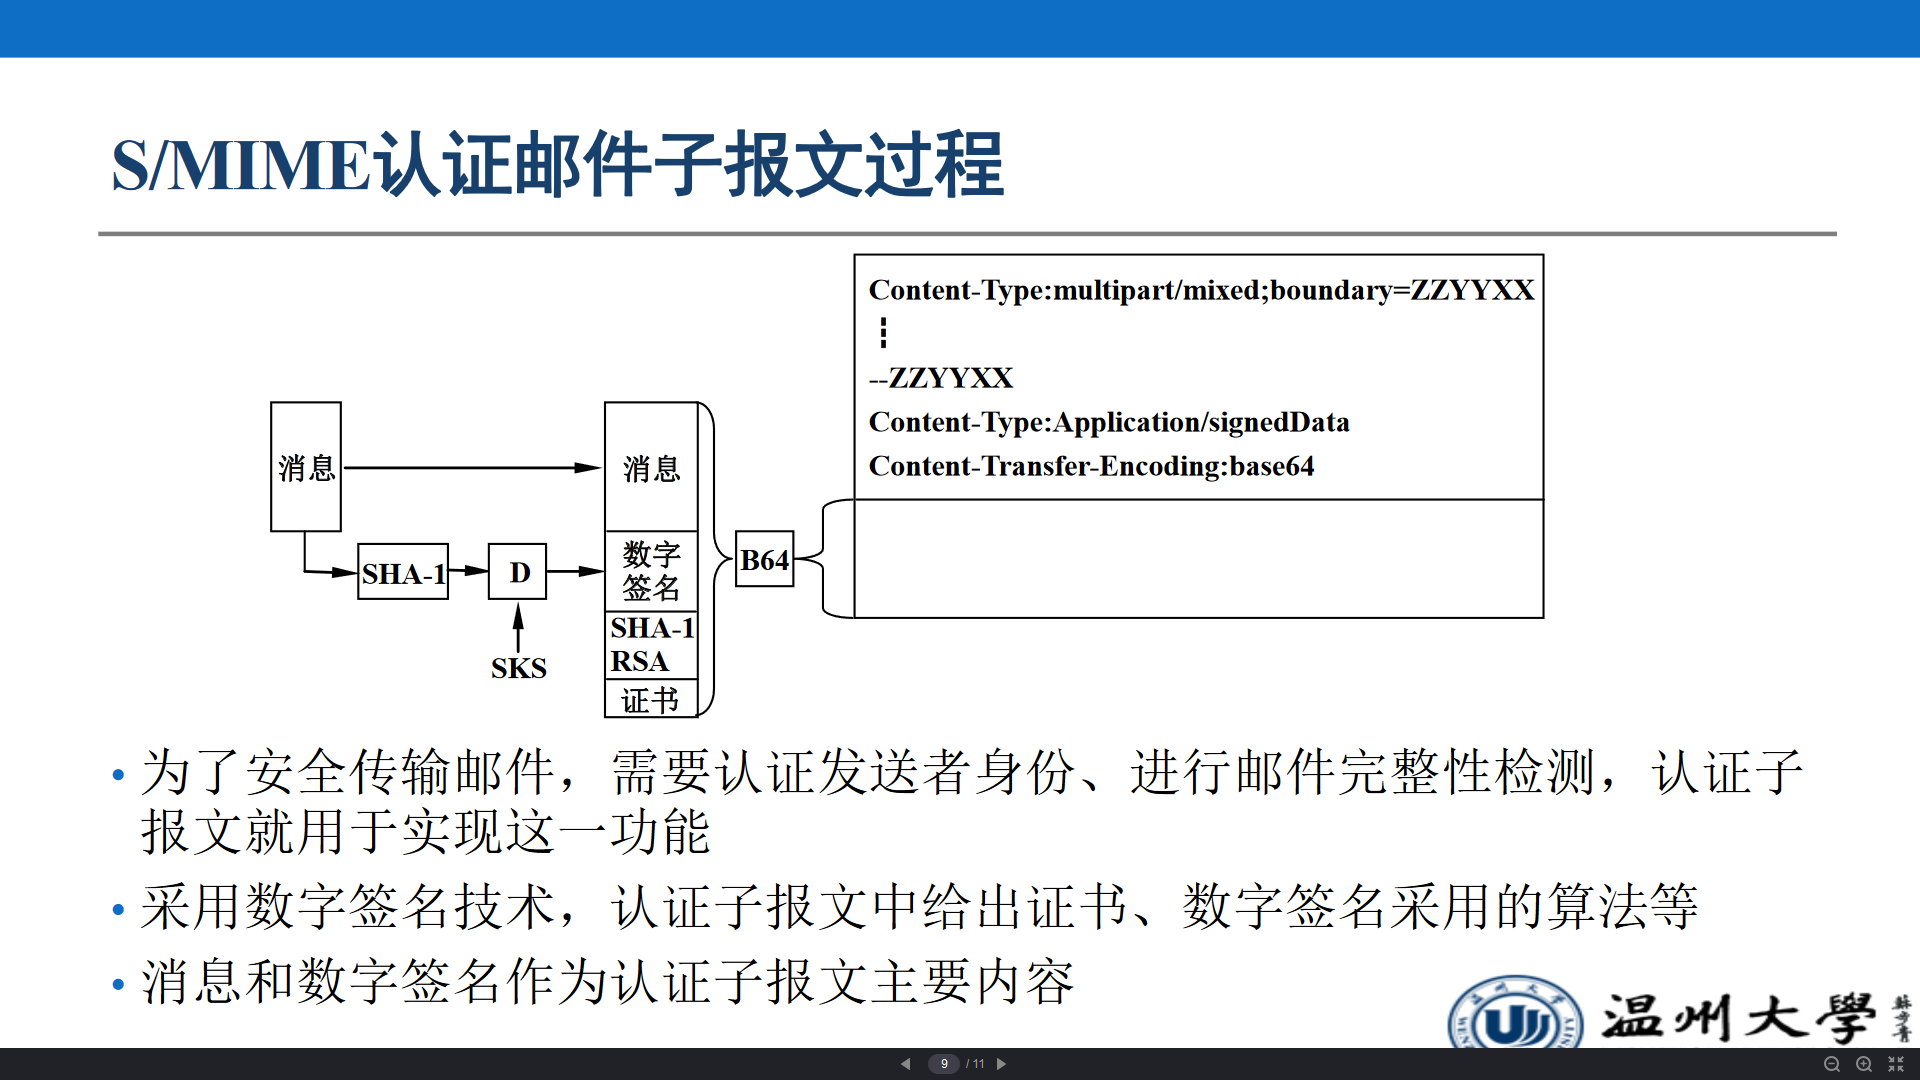 S/MIME认证邮件子报文过程
Content-Type:multipart/mixed;boundary=ZZYYXX
--ZZYYXX
Content-Type:Application/signedData
Content-Transfer-Encoding:base64
消息
消息
SHA-1
D
SKS
数字
签名
SHA-1
RSA
证书
B64
• 为了安全传输邮件，需要认证发送者身份、进行邮件完整性检测，认证子
报文就用于实现这一功能
• 采用数字签名技术，认证子报文中给出证书、数字签名采用的算法等
• 消息和数字签名作为认证子报文主要内容
温州大學
9 / 11